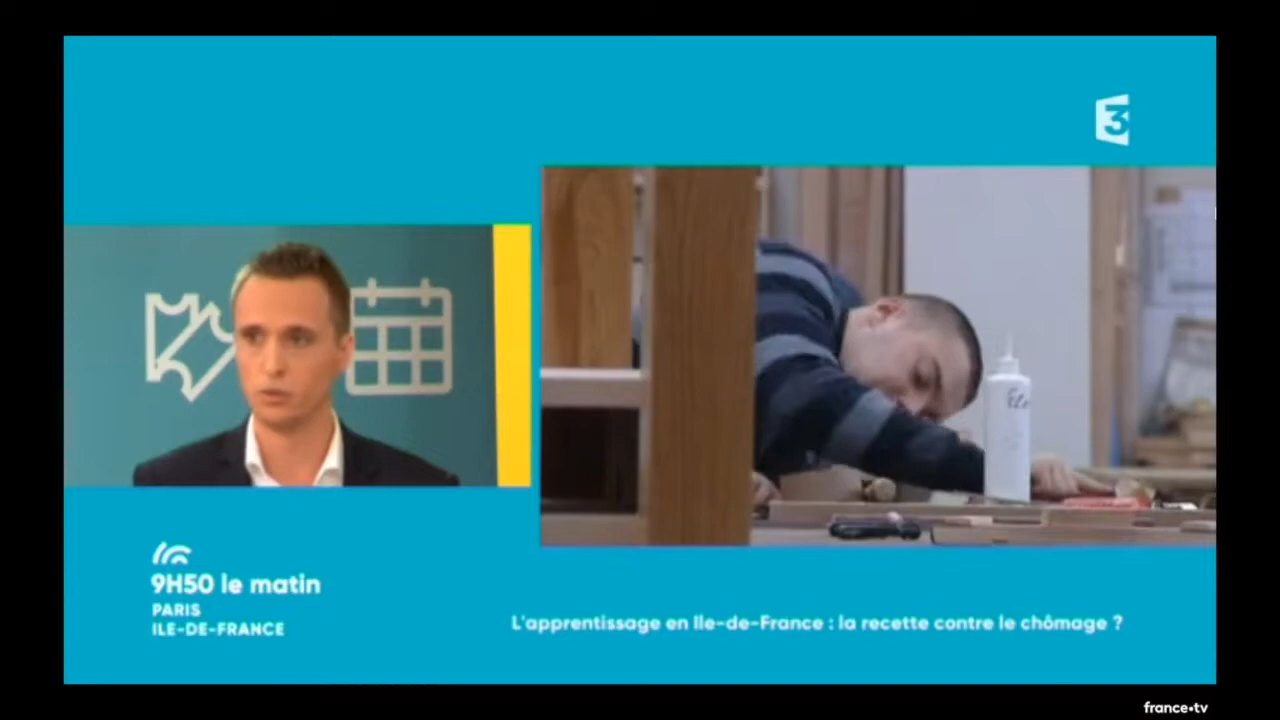 3
9H50 le matin
PARIS
ILE-DE-FRANCE
L'apprentissage en Ile-de-France : la recette contre le chômage ?
france•tv